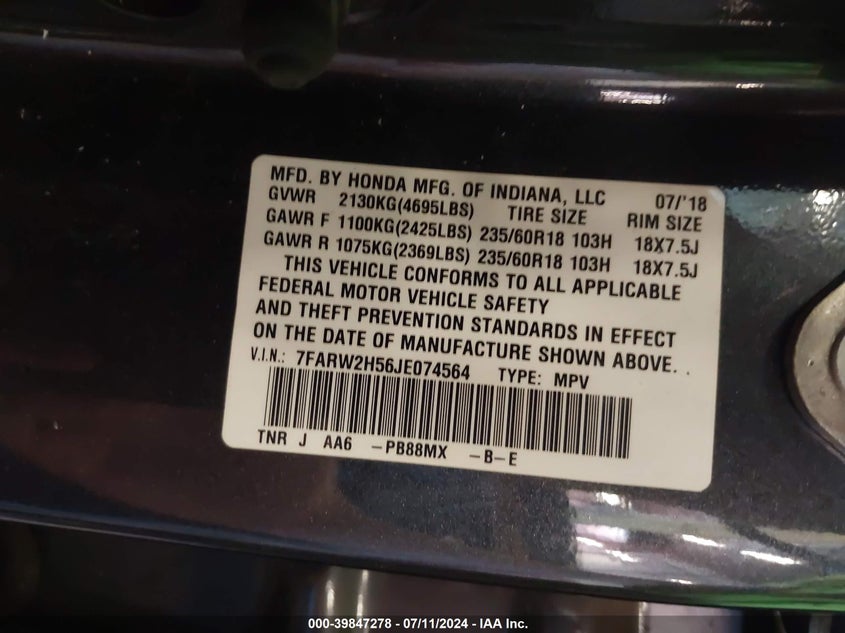 MFD. BY HONDA MFG. OF INDIANA, LLC 07/'18
GVWR 2130KG(4695LBS) TIRE SIZE RIM SIZE
GAWR F 1100KG(2425LBS) 235/60R18 103H 18X7.5J
GAWR R 1075KG(2369LBS) 235/60R18 103H 18X7.5J
THIS VEHICLE CONFORMS TO ALL APPLICABLE
FEDERAL MOTOR VEHICLE SAFETY
AND THEFT PREVENTION STANDARDS IN EFFECT
ON THE DATE OF MANUFACTURE SHOWN ABOVE.
V.I.N.: 7FARW2H56JE074564 TYPE: MPV
TNR J AA6 -PB88MX -B-E
000-39847278 - 07/11/2024 - IAA Inc.